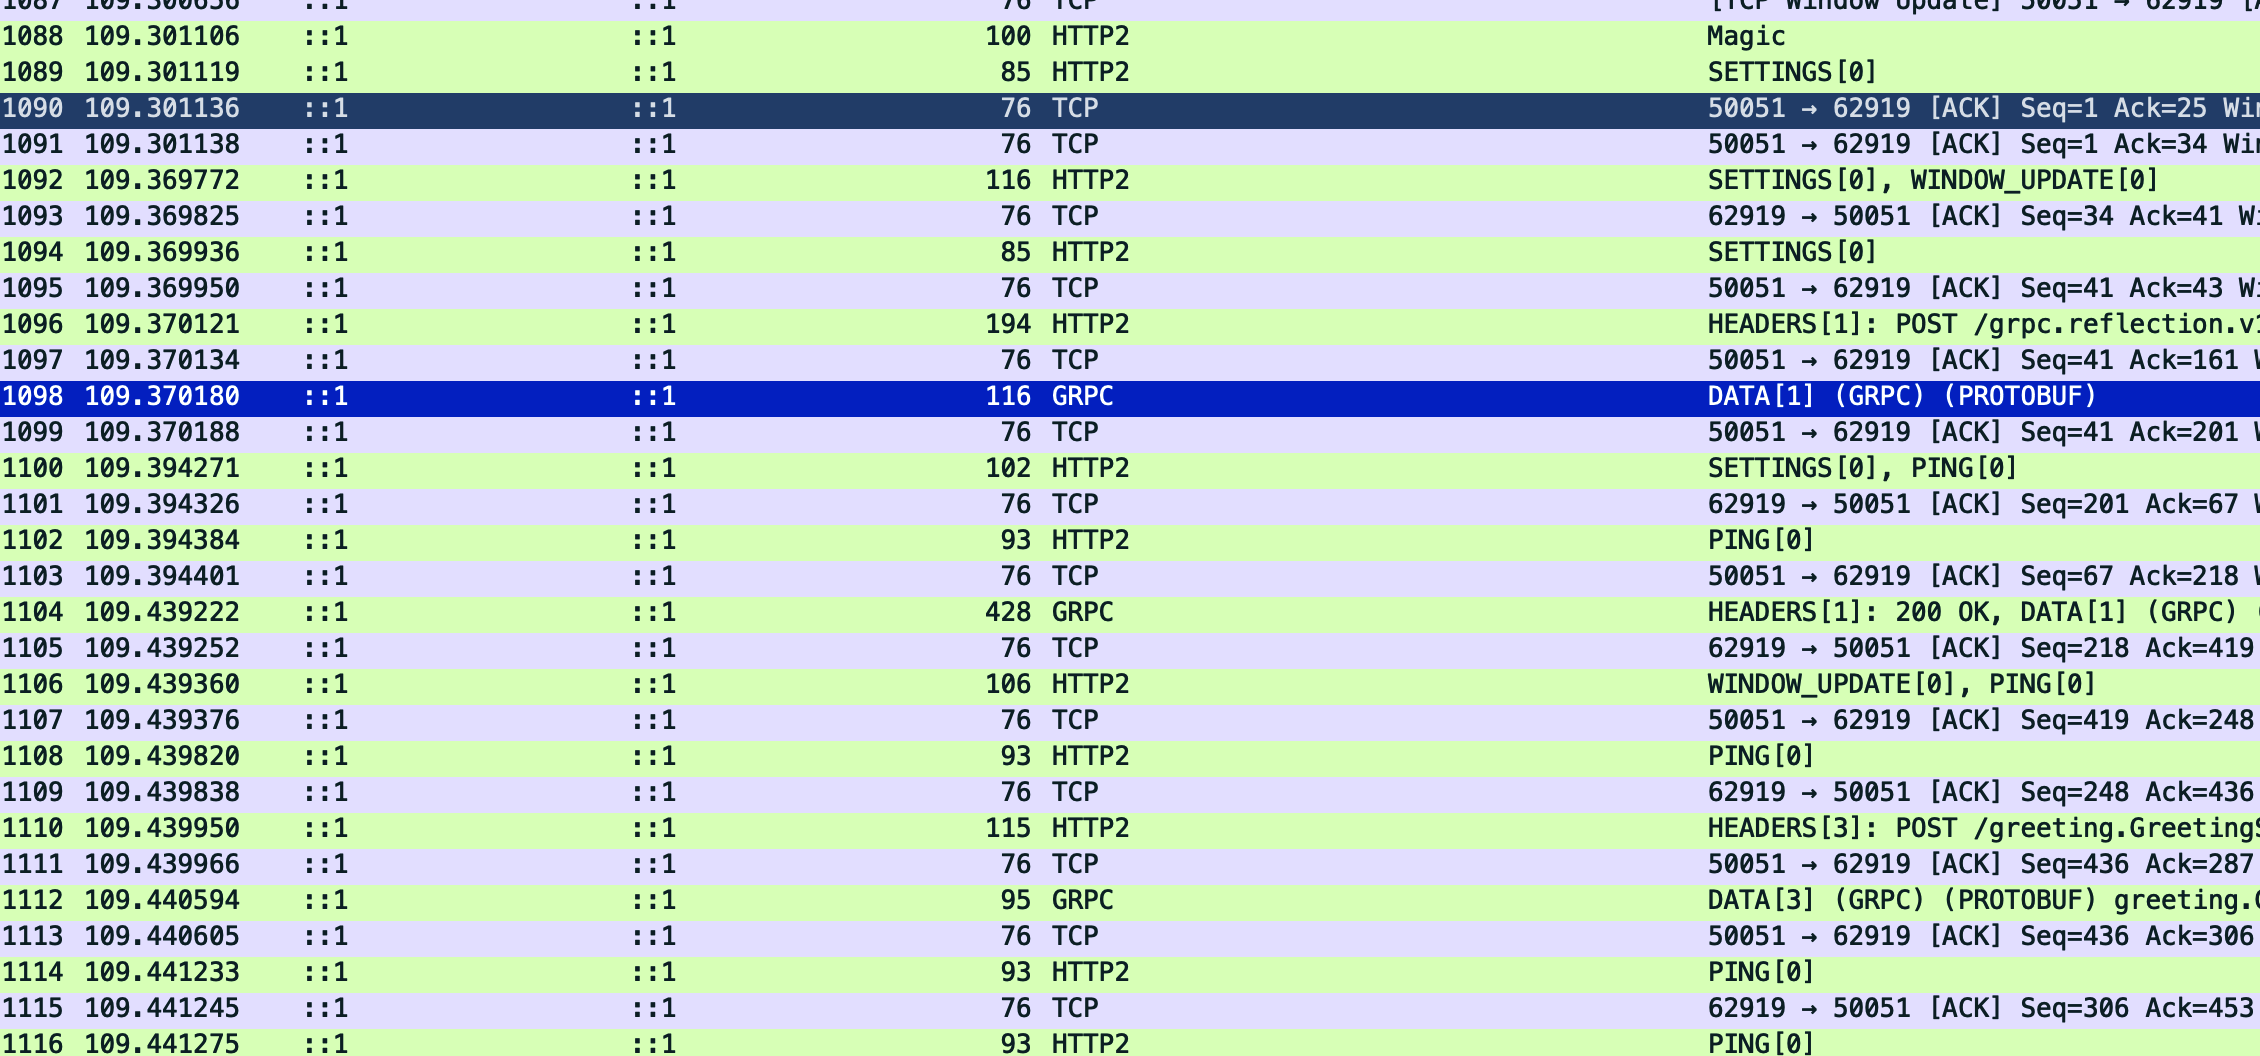 1087 109.300656 ::1 ::1 76 TCP [TCP Window Update] 50051 → 62919
1088 109.301106 ::1 ::1 100 HTTP2 Magic
1089 109.301119 ::1 ::1 85 HTTP2 SETTINGS[0]
1090 109.301136 ::1 ::1 76 TCP 50051 → 62919 [ACK] Seq=1 Ack=25 Win
1091 109.301138 ::1 ::1 76 TCP 50051 → 62919 [ACK] Seq=1 Ack=34 Win
1092 109.369772 ::1 ::1 116 HTTP2 SETTINGS[0], WINDOW_UPDATE[0]
1093 109.369825 ::1 ::1 76 TCP 62919 → 50051 [ACK] Seq=34 Ack=41 Wi
1094 109.369936 ::1 ::1 85 HTTP2 SETTINGS[0]
1095 109.369950 ::1 ::1 76 TCP 50051 → 62919 [ACK] Seq=41 Ack=43 Wi
1096 109.370121 ::1 ::1 194 HTTP2 HEADERS[1]: POST /grpc.reflection.v1
1097 109.370134 ::1 ::1 76 TCP 50051 → 62919 [ACK] Seq=41 Ack=161 W
1098 109.370180 ::1 ::1 116 GRPC DATA[1] (GRPC) (PROTOBUF)
1099 109.370188 ::1 ::1 76 TCP 50051 → 62919 [ACK] Seq=41 Ack=201 W
1100 109.394271 ::1 ::1 102 HTTP2 SETTINGS[0], PING[0]
1101 109.394326 ::1 ::1 76 TCP 62919 → 50051 [ACK] Seq=201 Ack=67 W
1102 109.394384 ::1 ::1 93 HTTP2 PING[0]
1103 109.394401 ::1 ::1 76 TCP 50051 → 62919 [ACK] Seq=67 Ack=218 W
1104 109.439222 ::1 ::1 428 GRPC HEADERS[1]: 200 OK, DATA[1] (GRPC) (
1105 109.439252 ::1 ::1 76 TCP 62919 → 50051 [ACK] Seq=218 Ack=419
1106 109.439360 ::1 ::1 106 HTTP2 WINDOW_UPDATE[0], PING[0]
1107 109.439376 ::1 ::1 76 TCP 50051 → 62919 [ACK] Seq=419 Ack=248
1108 109.439820 ::1 ::1 93 HTTP2 PING[0]
1109 109.439838 ::1 ::1 76 TCP 62919 → 50051 [ACK] Seq=248 Ack=436
1110 109.439950 ::1 ::1 115 HTTP2 HEADERS[3]: POST /greeting.GreetingS
1111 109.439966 ::1 ::1 76 TCP 50051 → 62919 [ACK] Seq=436 Ack=287
1112 109.440594 ::1 ::1 95 GRPC DATA[3] (GRPC) (PROTOBUF) greeting.G
1113 109.440605 ::1 ::1 76 TCP 50051 → 62919 [ACK] Seq=436 Ack=306
1114 109.441233 ::1 ::1 93 HTTP2 PING[0]
1115 109.441245 ::1 ::1 76 TCP 62919 → 50051 [ACK] Seq=306 Ack=453
1116 109.441275 ::1 ::1 93 HTTP2 PING[0]